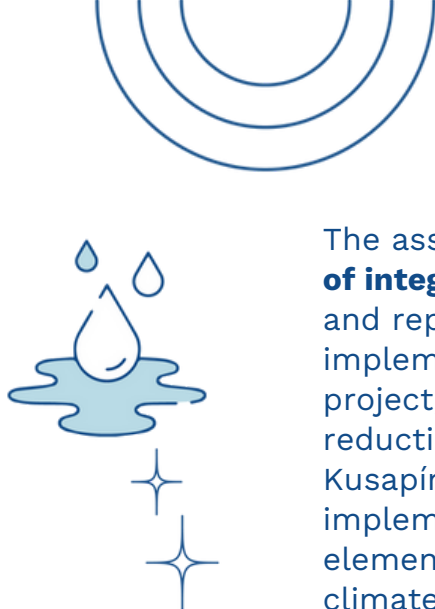 The ass
of integ
and rep
implem
project
reducti
Kusapín
implem
elemen
climate